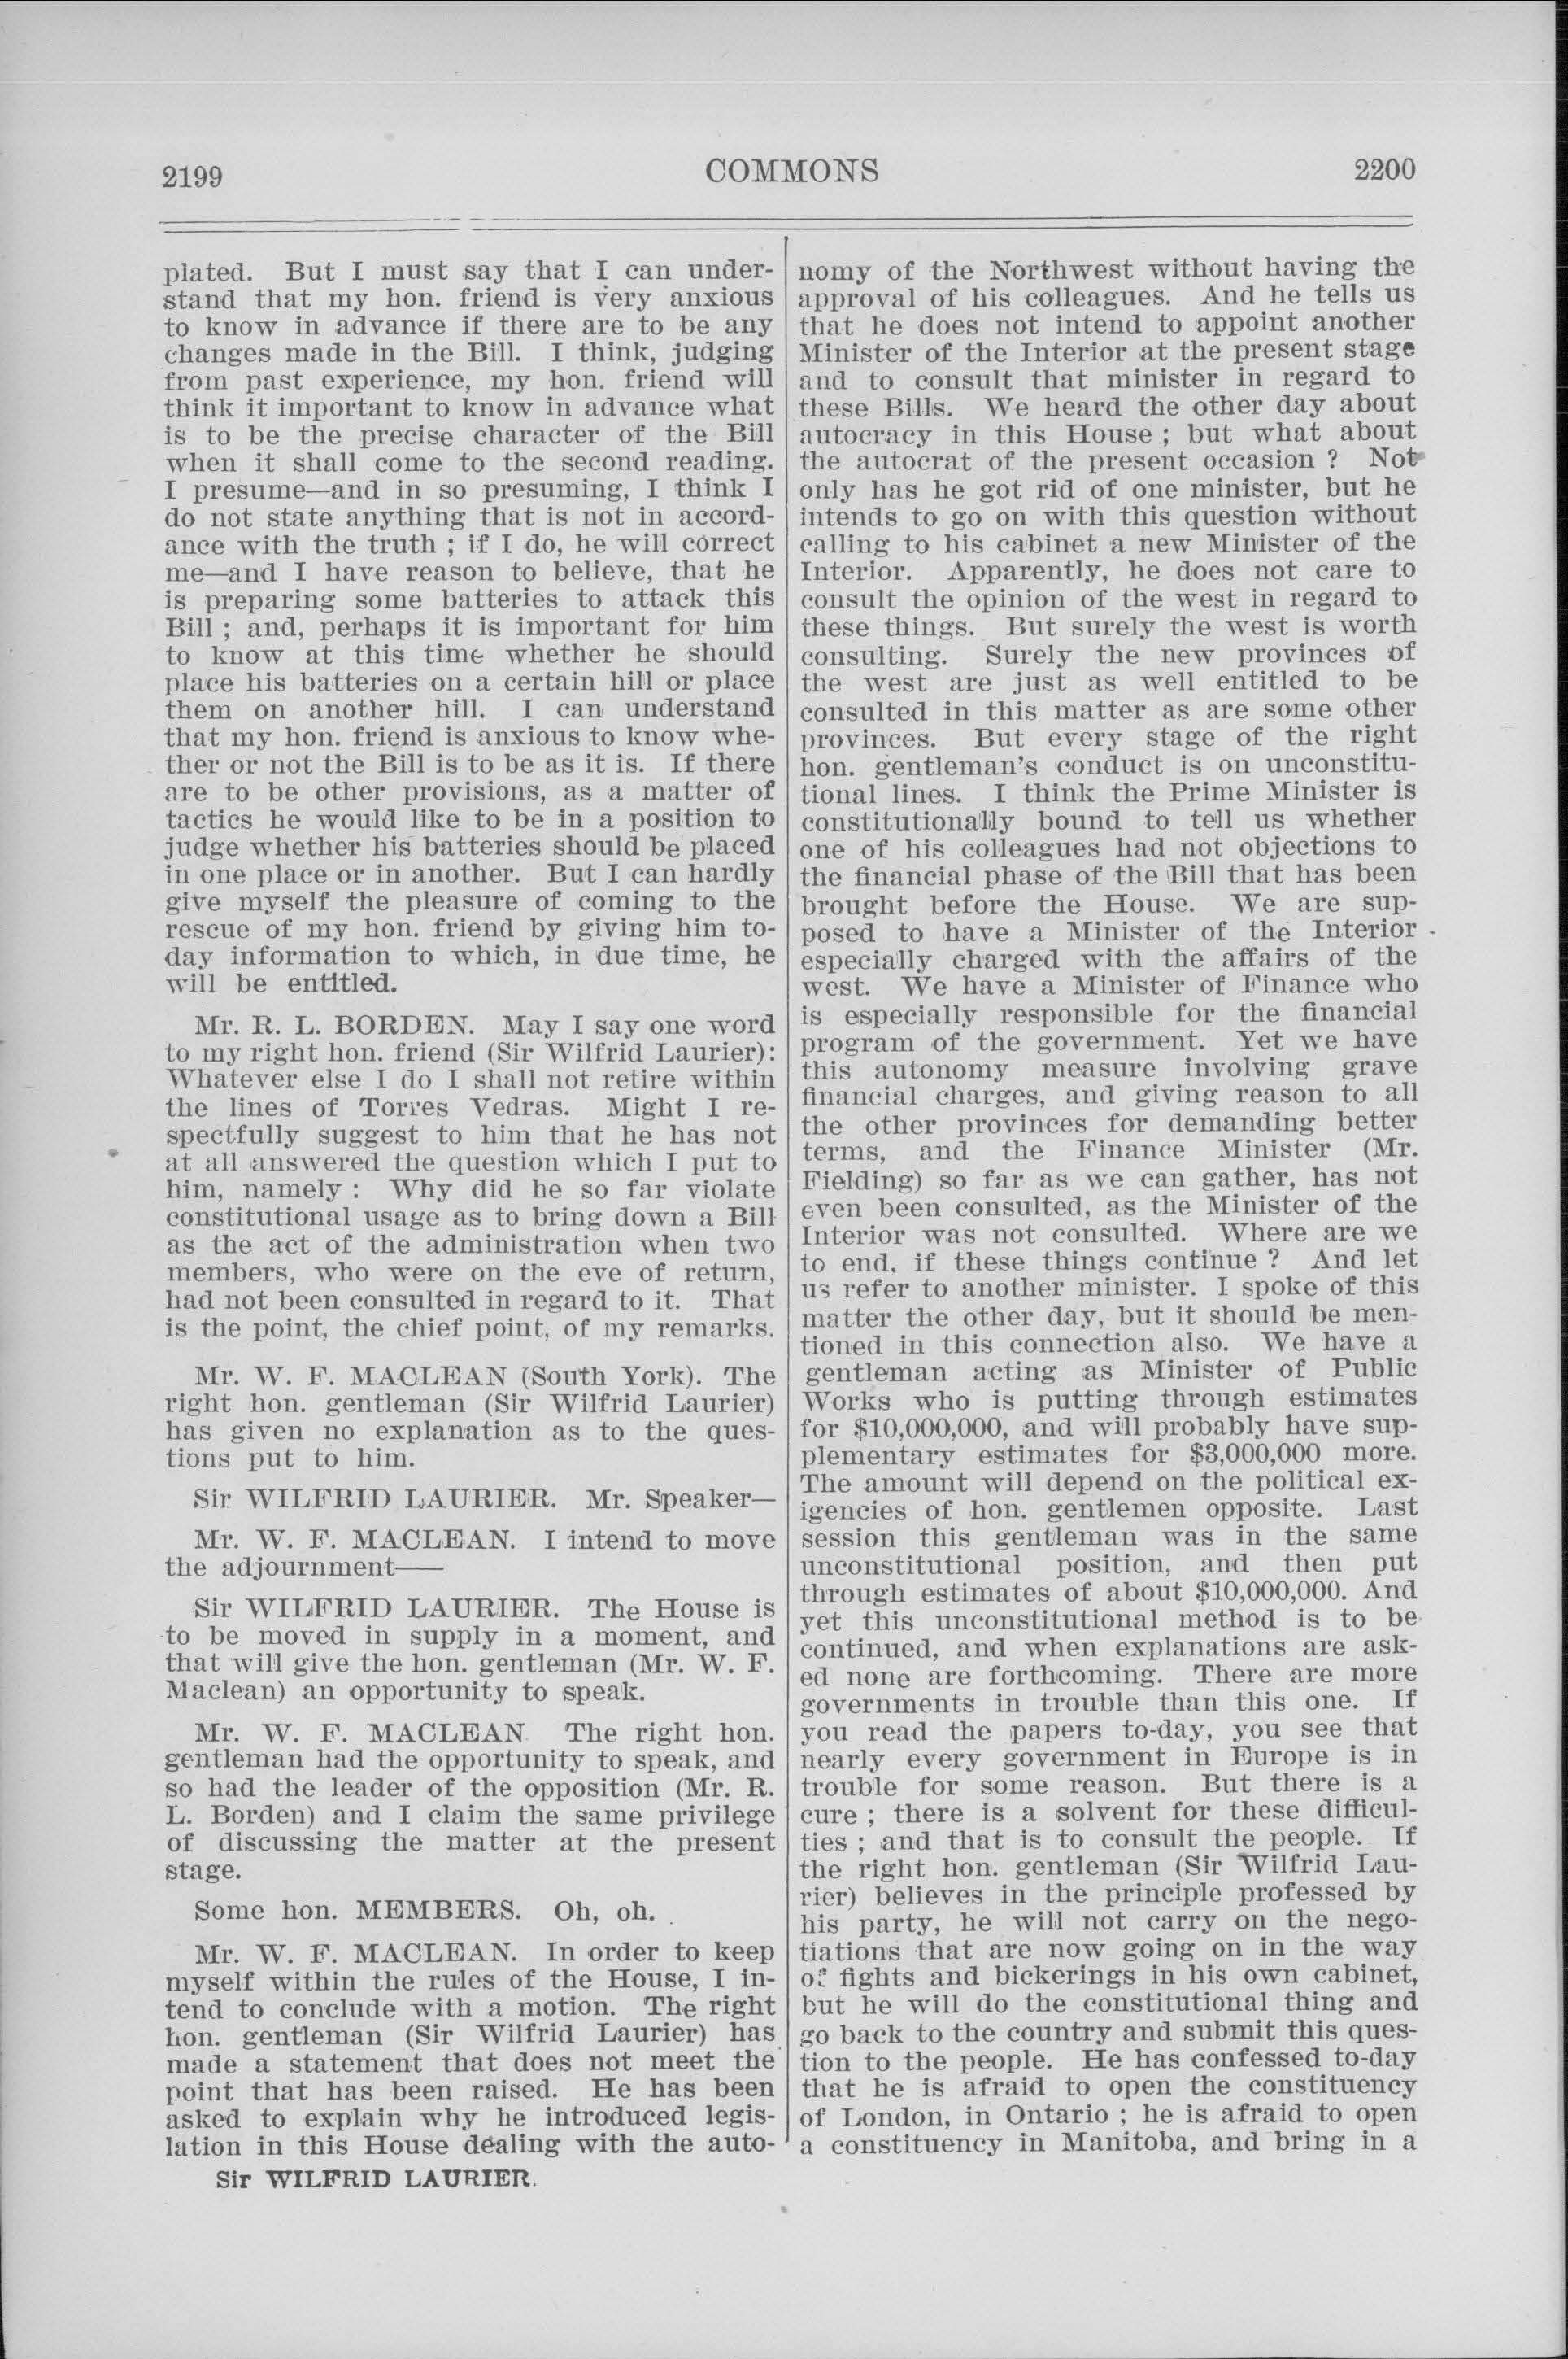 2199
COMMONS
2200
plated. But I must say that I can under-
stand that my hon. friend is very anxious
to know in advance if there are to be any
changes made in the Bill. I think, judging
from past experience, my hon. friend will
think it important to know in advance what
is to be the precise character of the Bill
when it shall come to the second reading.
I presume—and in so presuming, I think I
do not state anything that is not in accord-
ance with the truth ; if I do, he will correct
me—and I have reason to believe, that he
is preparing some batteries to attack this
Bill ; and, perhaps it is important for him
to know at this time whether he should
place his batteries on a certain hill or place
them on another hill. I can understand
that my hon. friend is anxious to know whe-
ther or not the Bill is to be as it is. If there
are to be other provisions, as a matter of
tactics he would like to be in a position to
judge whether his batteries should be placed
in one place or in another. But I can hardly
give myself the pleasure of coming to the
rescue of my hon. friend by giving him to-
day information to which, in due time, he
will be entitled.
Mr. R. L. BORDEN. May I say one word
to my right hon. friend (Sir Wilfrid Laurier):
Whatever else I do I shall not retire within
the lines of Torres Vedras. Might I re-
spectfully suggest to him that he has not
at all answered the question which I put to
him, namely : Why did he so far violate
constitutional usage as to bring down a Bill
as the act of the administration when two
members, who were on the eve of return,
had not been consulted in regard to it. That
is the point, the chief point, of my remarks.
Mr. W. F. MACLEAN (South York). The
right hon. gentleman (Sir Wilfrid Laurier)
has given no explanation as to the ques-
tions put to him.
Sir WILFRID LAURIER. Mr. Speaker—
Mr. W. F. MACLEAN. I intend to move
the adjournment——
Sir WILFRID LAURIER. The House is
to be moved in supply in a moment, and
that will give the hon. gentleman (Mr. W. F.
Maclean) an opportunity to speak.
Mr. W. F. MACLEAN. The right hon.
gentleman had the opportunity to speak, and
so had the leader of the opposition (Mr. R.
L. Borden) and I claim the same privilege
of discussing the matter at the present
stage.
Some hon. MEMBERS. Oh, oh.
Mr. W. F. MACLEAN. In order to keep
myself within the rules of the House, I in-
tend to conclude with a motion. The right
hon. gentleman (Sir Wilfrid Laurier) has
made a statement that does not meet the
point that has been raised. He has been
asked to explain why he introduced legis-
lation in this House dealing with the auto-
Sir WILFRID LAURIER.
nomy of the Northwest without having the
approval of his colleagues. And he tells us
that he does not intend to appoint another
Minister of the Interior at the present stage
and to consult that minister in regard to
these Bills. We heard the other day about
autocracy in this House ; but what about
the autocrat of the present occasion ? Not
only has he got rid of one minister, but he
intends to go on with this question without
calling to his cabinet a new Minister of the
Interior. Apparently, he does not care to
consult the opinion of the west in regard to
these things. But surely the west is worth
consulting. Surely the new provinces of
the west are just as well entitled to be
consulted in this matter as are some other
provinces. But every stage of the right
hon. gentleman's conduct is on unconstitu-
tional lines. I think the Prime Minister is
constitutionally bound to tell us whether
one of his colleagues had not objections to
the financial phase of the Bill that has been
brought before the House. We are sup-
posed to have a Minister of the Interior
especially charged with the affairs of the
west. We have a Minister of Finance who
is especially responsible for the financial
program of the government. Yet we have
this autonomy measure involving grave
financial charges, and giving reason to all
the other provinces for demanding better
terms, and the Finance Minister (Mr.
Fielding) so far as we can gather, has not
even been consulted, as the Minister of the
Interior was not consulted. Where are we
to end, if these things continue ? And let
us refer to another minister. I spoke of this
matter the other day, but it should be men-
tioned in this connection also. We have a
gentleman acting as Minister of Public
Works who is putting through estimates
for $10,000,000, and will probably have sup-
plementary estimates for $3,000,000 more.
The amount will depend on the political ex-
igencies of hon. gentlemen opposite. Last
session this gentleman was in the same
unconstitutional position, and then put
through estimates of about $10,000,000. And
yet this unconstitutional method is to be
continued, and when explanations are ask-
ed none are forthcoming. There are more
governments in trouble than this one. If
you read the papers to-day, you see that
nearly every government in Europe is in
trouble for some reason. But there is a
cure ; there is a solvent for these difficul-
ties ; and that is to consult the people. If
the right hon. gentleman (Sir Wilfrid Lau-
rier) believes in the principle professed by
his party, he will not carry on the nego-
tiations that are now going on in the way
of fights and bickerings in his own cabinet,
but he will do the constitutional thing and
go back to the country and submit this ques-
tion to the people. He has confessed to-day
that he is afraid to open the constituency
of London, in Ontario ; he is afraid to open
a constituency in Manitoba, and bring in a